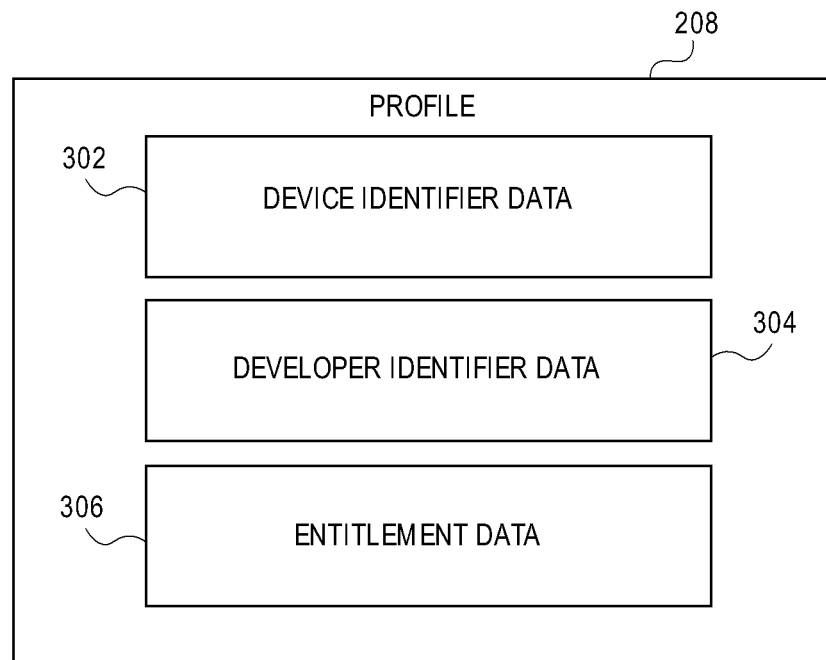 208
PROFILE
302
DEVICE IDENTIFIER DATA
304
DEVELOPER IDENTIFIER DATA
306
ENTITLEMENT DATA